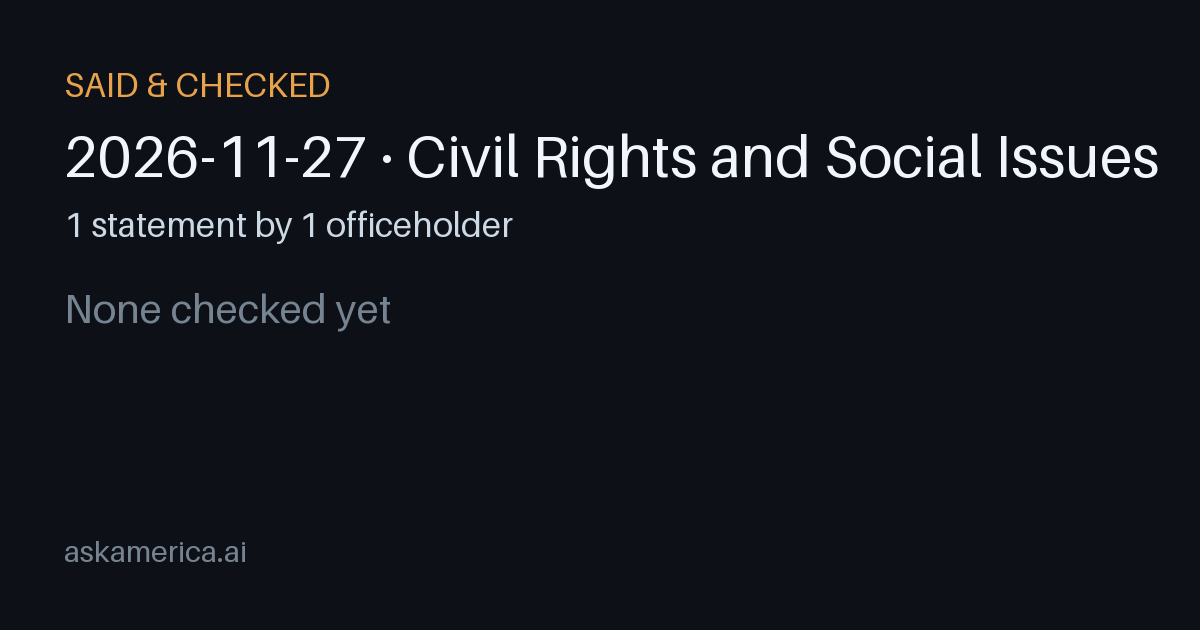 SAID & CHECKED
2026-11-27 · Civil Rights and Social Issues
1 statement by 1 officeholder
None checked yet
askamerica.ai